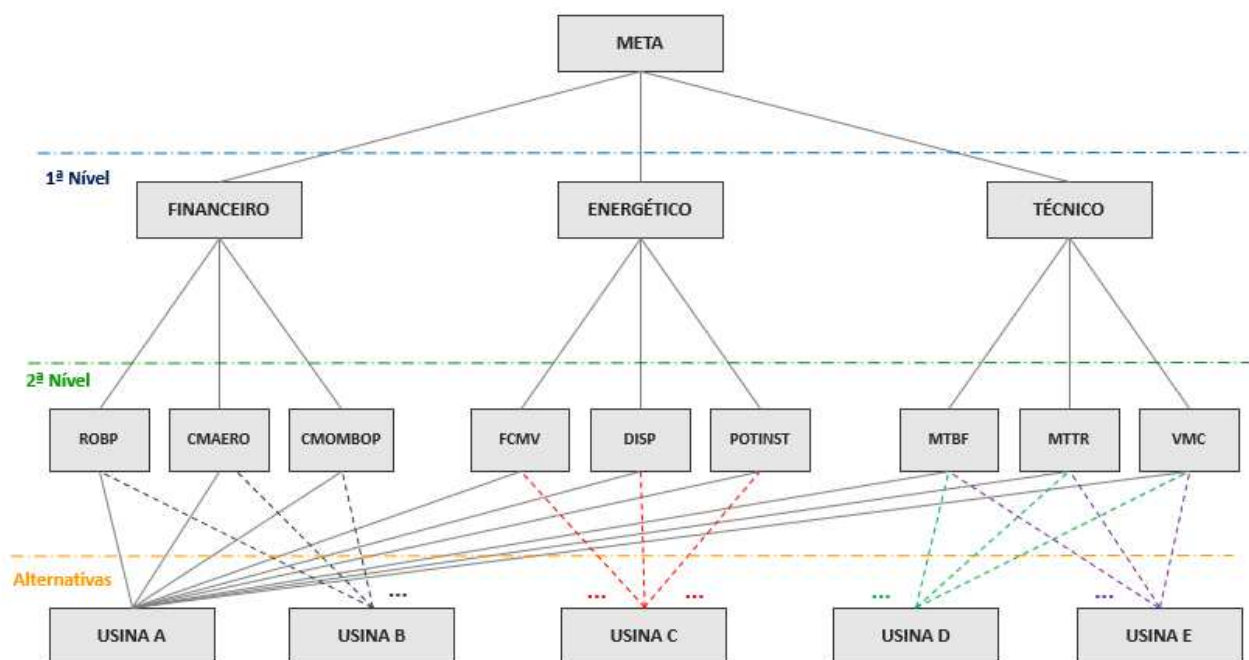 META
1ª Nível
FINANCEIRO
ENERGÉTICO
TÉCNICO
2ª Nível
ROBP
CMAERO
CMOMBOP
FCMV
DISP
POTINST
MTBF
MTTR
VMC
Alternativas
...
...
...
...
...
USINA A
USINA B
USINA C
USINA D
USINA E